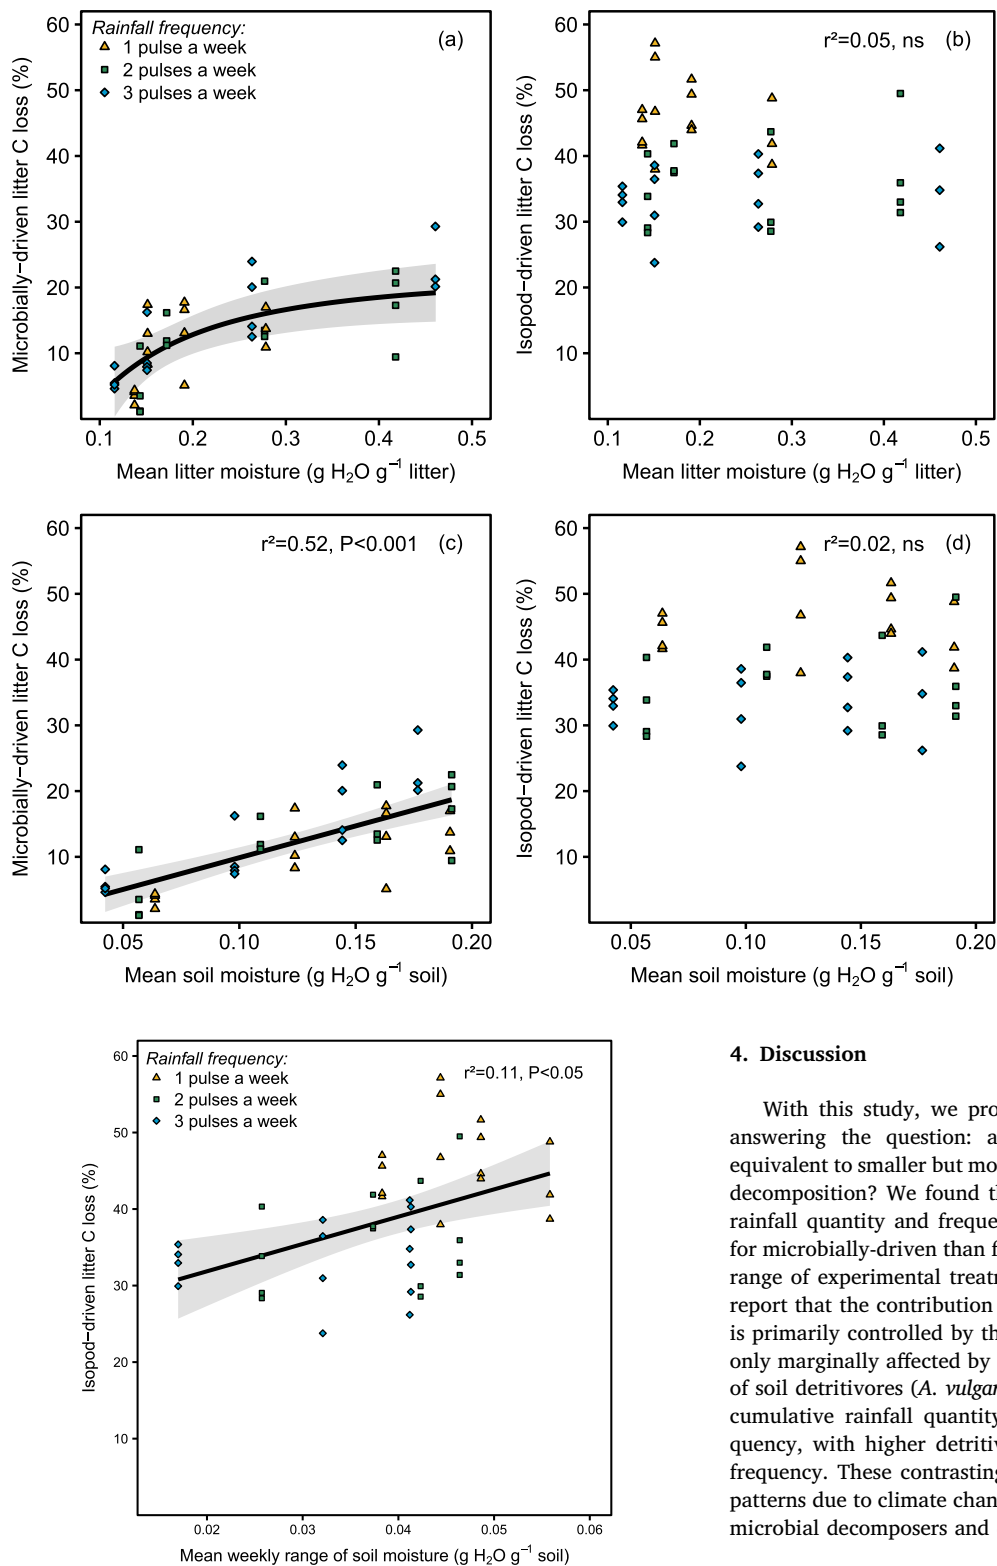 Rainfall frequency:
1 pulse a week
2 pulses a week
3 pulses a week
(a)
60
50
40
30
20
10
Microbially−driven litter C loss (%)
0.1 0.2 0.3 0.4 0.5
Mean litter moisture (g H₂O g⁻¹ litter)
r²=0.05, ns (b)
60
50
40
30
20
10
Isopod−driven litter C loss (%)
0.1 0.2 0.3 0.4 0.5
Mean litter moisture (g H₂O g⁻¹ litter)
r²=0.52, P<0.001 (c)
60
50
40
30
20
10
Microbially−driven litter C loss (%)
0.05 0.10 0.15 0.20
Mean soil moisture (g H₂O g⁻¹ soil)
r²=0.02, ns (d)
60
50
40
30
20
10
Isopod−driven litter C loss (%)
0.05 0.10 0.15 0.20
Mean soil moisture (g H₂O g⁻¹ soil)
Rainfall frequency:
1 pulse a week
2 pulses a week
3 pulses a week
r²=0.11, P<0.05
60
50
40
30
20
10
Isopod−driven litter C loss (%)
0.02 0.03 0.04 0.05 0.06
Mean weekly range of soil moisture (g H₂O g⁻¹ soil)
4. Discussion
With this study, we pro
answering the question: a
equivalent to smaller but mo
decomposition? We found th
rainfall quantity and freque
for microbially-driven than f
range of experimental treatm
report that the contribution
is primarily controlled by th
only marginally affected by
of soil detritivores (A. vulgar
cumulative rainfall quantity
quency, with higher detritiv
frequency. These contrasting
patterns due to climate chan
microbial decomposers and